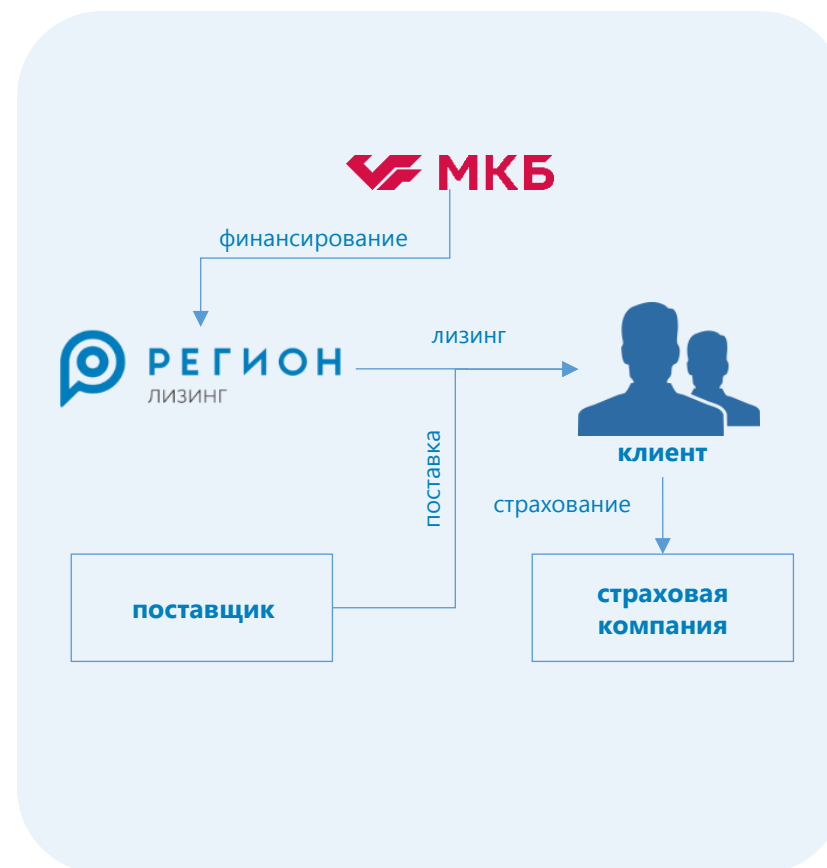 МКБ
финансирование
лизинг
РЕГИОН
ЛИЗИНГ
клиент
поставка
страхование
поставщик
страховая
компания